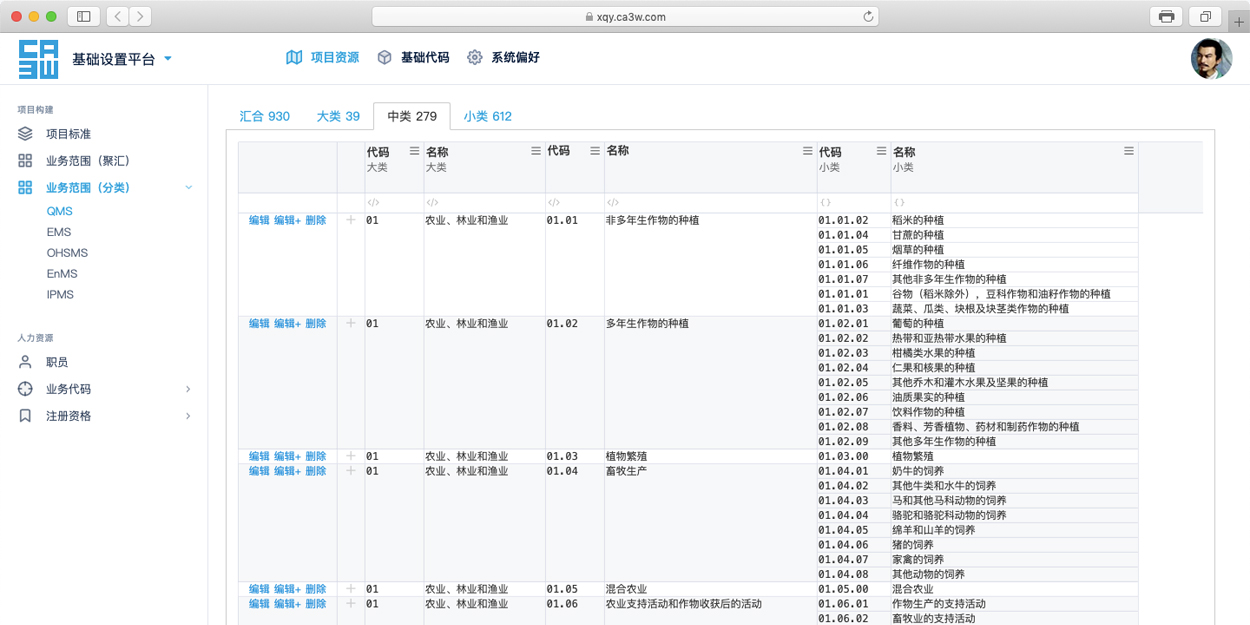 xqy.ca3w.com
CA3W
基础设置平台
项目资源 基础代码 系统偏好
项目构建
项目标准
业务范围（聚汇）
业务范围（分类）
QMS
EMS
OHSMS
EnMS
IPMS
人力资源
职员
业务代码
注册资格
汇合 930 大类 39 中类 279 小类 612
代码 名称 代码 名称 代码 名称
大类 大类 小类 小类
</> </> </> </> {} {}
编辑 编辑+ 删除 + 01 农业、林业和渔业 01.01 非多年生作物的种植 01.01.02 稻米的种植
01.01.04 甘蔗的种植
01.01.05 烟草的种植
01.01.06 纤维作物的种植
01.01.07 其他非多年生作物的种植
01.01.01 谷物（稻米除外），豆科作物和油籽作物的种植
01.01.03 蔬菜、瓜类、块根及块茎类作物的种植
编辑 编辑+ 删除 + 01 农业、林业和渔业 01.02 多年生作物的种植 01.02.01 葡萄的种植
01.02.02 热带和亚热带水果的种植
01.02.03 柑橘类水果的种植
01.02.04 仁果和核果的种植
01.02.05 其他乔木和灌木水果及坚果的种植
01.02.06 油质果实的种植
01.02.07 饮料作物的种植
01.02.08 香料、芳香植物、药材和制药作物的种植
01.02.09 其他多年生作物的种植
编辑 编辑+ 删除 + 01 农业、林业和渔业 01.03 植物繁殖 01.03.00 植物繁殖
编辑 编辑+ 删除 + 01 农业、林业和渔业 01.04 畜牧生产 01.04.01 奶牛的饲养
01.04.02 其他牛类和水牛的饲养
01.04.03 马和其他马科动物的饲养
01.04.04 骆驼和骆驼科动物的饲养
01.04.05 绵羊和山羊的饲养
01.04.06 猪的饲养
01.04.07 家禽的饲养
01.04.08 其他动物的饲养
编辑 编辑+ 删除 + 01 农业、林业和渔业 01.05 混合农业 01.05.00 混合农业
编辑 编辑+ 删除 + 01 农业、林业和渔业 01.06 农业支持活动和作物收获后的活动 01.06.01 作物生产的支持活动
01.06.02 畜牧业的支持活动